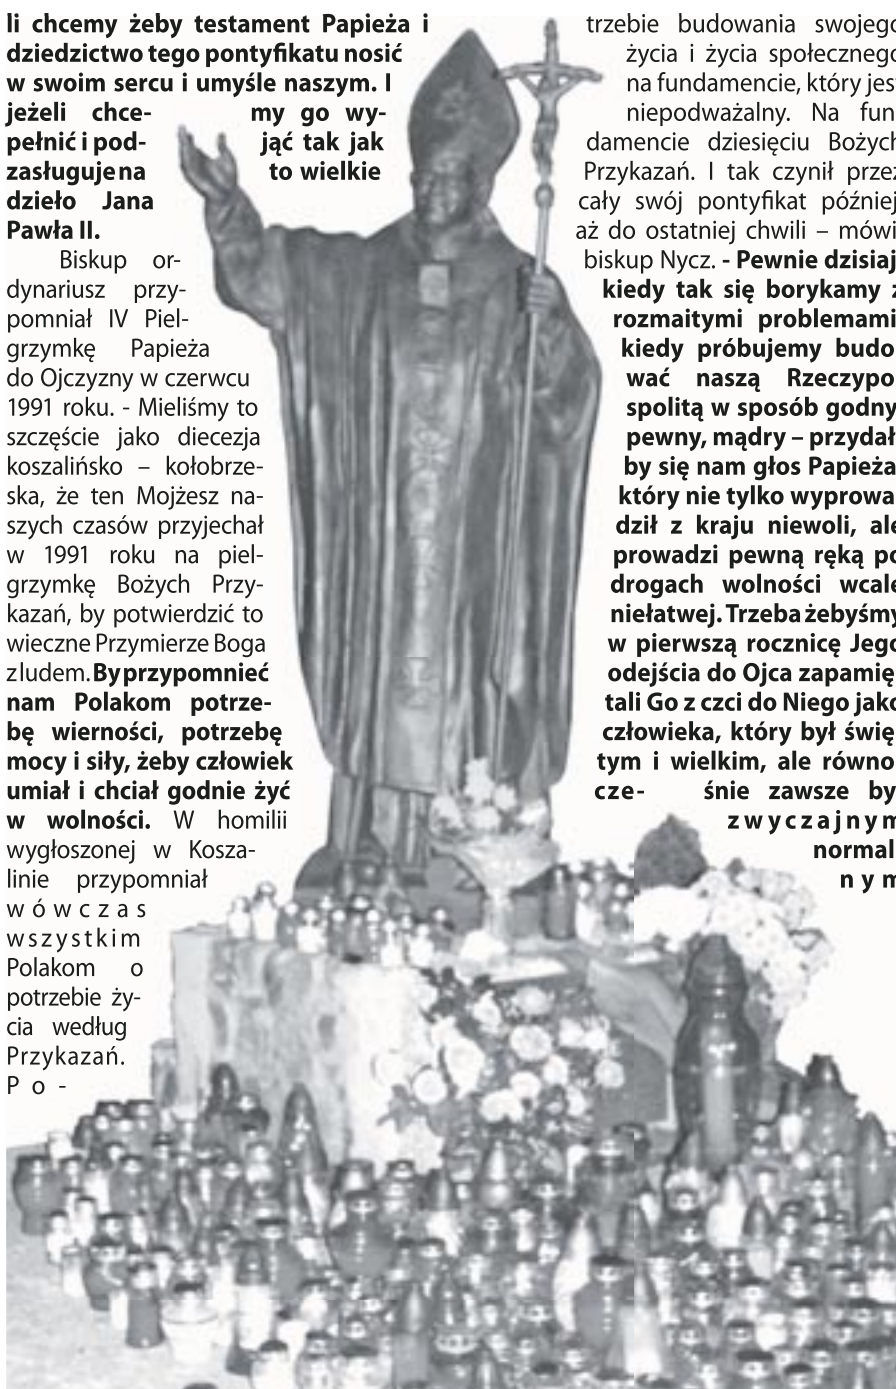 li chcemy żeby testament Papieża i
dziedzictwo tego pontyfikatu nosić
w swoim sercu i umyśle naszym. I
jeżeli chce- my go wy-
pełnić i pod- jąć tak jak
zasługuje na to wielkie
dzieło Jana
Pawła II.
Biskup or-
dynariusz przy-
pomniał IV Piel-
grzymkę Papieża
do Ojczyzny w czerwcu
1991 roku. - Mieliśmy to
szczęście jako diecezja
koszalińsko – kołobrze-
ska, że ten Mojżesz na-
szych czasów przyjechał
w 1991 roku na piel-
grzymkę Bożych Przy-
kazań, by potwierdzić to
wieczne Przymierze Boga
z ludem. By przypomnieć
nam Polakom potrze-
bę wierności, potrzebę
mocy i siły, żeby człowiek
umiał i chciał godnie żyć
w wolności. W homilii
wygłoszonej w Kosza-
linie przypomniał
wówczas
wszystkim
Polakom o
potrzebie ży-
cia według
Przykazań.
Po-
trzebie budowania swojego
życia i życia społecznego
na fundamencie, który jest
niepodważalny. Na fun-
damencie dziesięciu Bożych
Przykazań. I tak czynił przez
cały swój pontyfikat później
aż do ostatniej chwili – mówi
biskup Nycz. - Pewnie dzisiaj
kiedy tak się borykamy z
rozmaitymi problemami
kiedy próbujemy budo-
wać naszą Rzeczypo-
spolitą w sposób godny,
pewny, mądry – przydał-
by się nam głos Papieża,
który nie tylko wyprowa-
dził z kraju niewoli, ale
prowadzi pewną ręką po
drogach wolności wcale
niełatwej. Trzeba żebyśmy
w pierwszą rocznicę Jego
odejścia do Ojca zapamię-
tali Go z czci do Niego jako
człowieka, który był świę-
tym i wielkim, ale równo-
cze- śnie zawsze by
zwyczajnym
normal-
nym